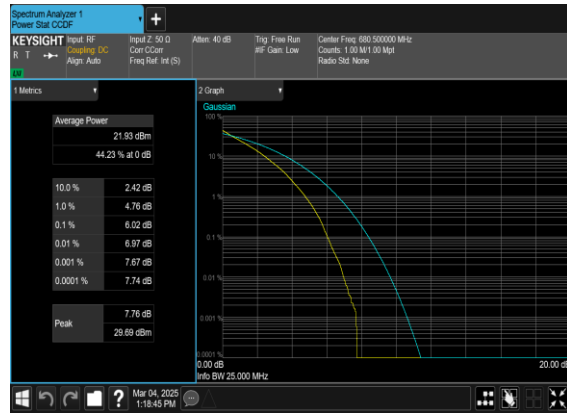 Spectrum Analyzer 1
Power Stat CCDF
KEYSIGHT
R T
Input: RF
Coupling: DC
Align: Auto
Input Z: 50 Ω
Corr CCorr
Freq Ref: Int (S)
Atten: 40 dB
Trig: Free Run
#IF Gain: Low
Center Freq: 680.500000 MHz
Counts: 1.00 M/1.00 Mpt
Radio Std: None
1 Metrics
Average Power
21.93 dBm
44.23 % at 0 dB
10.0 % 2.42 dB
1.0 % 4.76 dB
0.1 % 6.02 dB
0.01 % 6.97 dB
0.001 % 7.67 dB
0.0001 % 7.74 dB
Peak
7.76 dB
29.69 dBm
2 Graph
Gaussian
100 %
10 %
1 %
0.1 %
0.01 %
0.001 %
0.0001 %
0.00 dB
20.00 dB
Info BW 25.000 MHz
Mar 04, 2025
1:18:45 PM